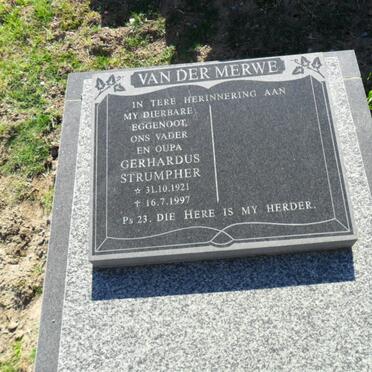 VAN DER MERWE
IN TERE HERINNERING AAN
MY DIERBARE
EGGENOOT,
ONS VADER
EN OUPA
GERHARDUS
STRUMPHER
☆ 31.10.1921
✝ 16.7.1997
Ps 23. DIE HERE IS MY HERDER.